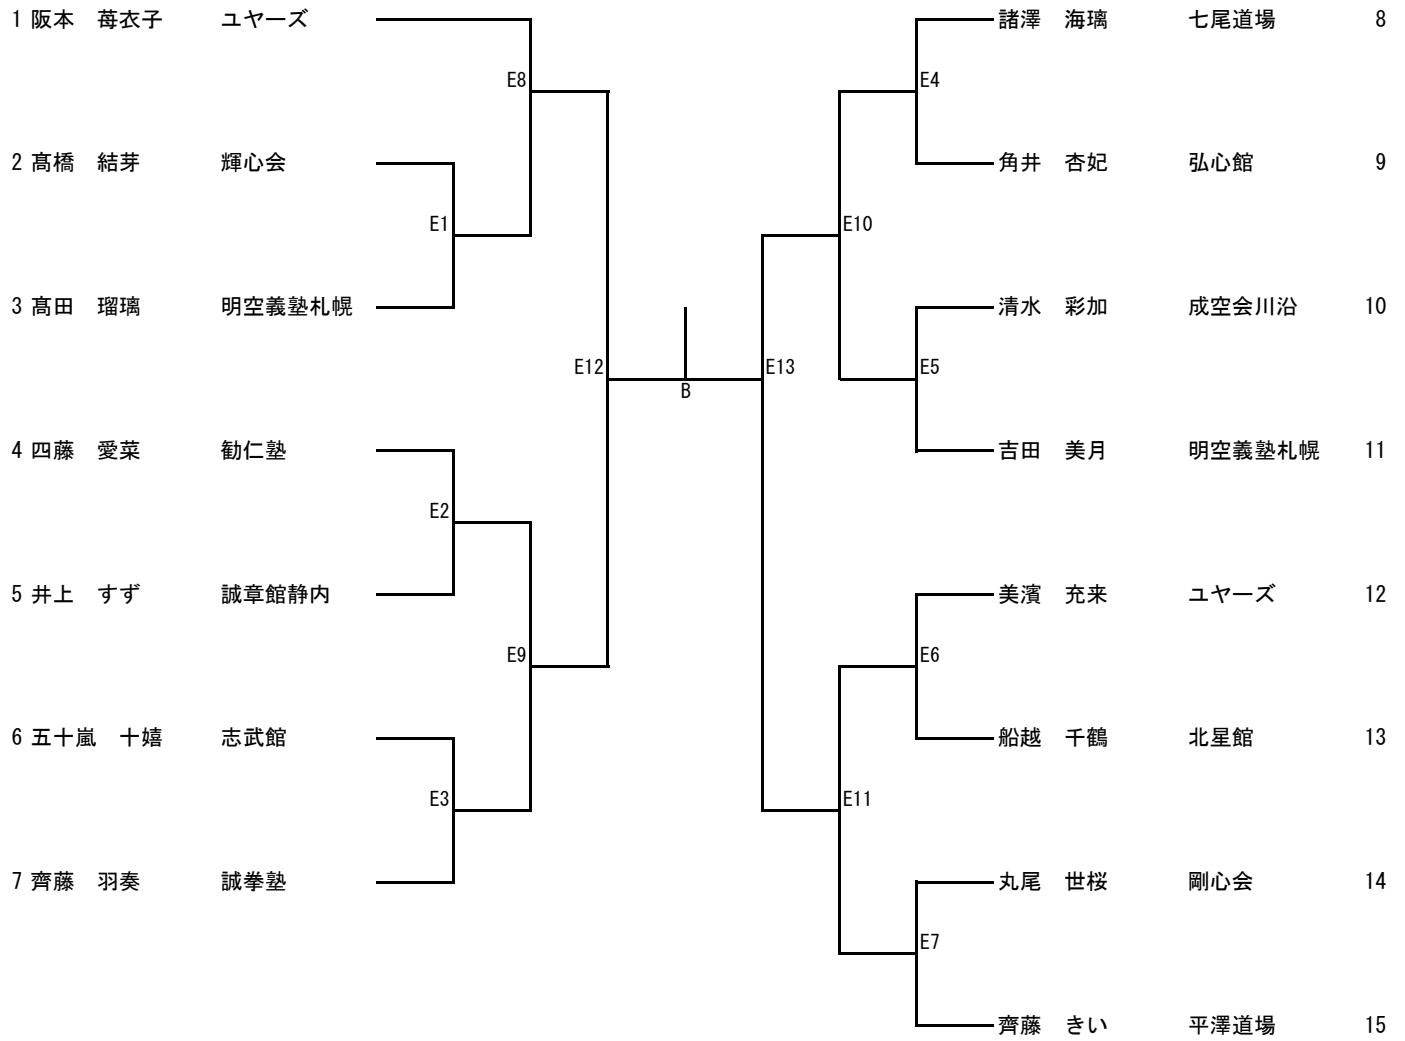 1 阪本　苺衣子　ユヤーズ
E8
2 髙橋　結芽　輝心会
E1
3 髙田　瑠璃　明空義塾札幌
E12
4 四藤　愛菜　勧仁塾
E2
5 井上　すず　誠章館静内
E9
6 五十嵐　十嬉　志武館
E3
7 齊藤　羽奏　誠拳塾
B
諸澤　海璃　七尾道場　8
E4
角井　杏妃　弘心館　9
E10
清水　彩加　成空会川沿　10
E13
E5
吉田　美月　明空義塾札幌　11
美濱　充来　ユヤーズ　12
E6
船越　千鶴　北星館　13
E11
丸尾　世桜　剛心会　14
E7
齊藤　きい　平澤道場　15